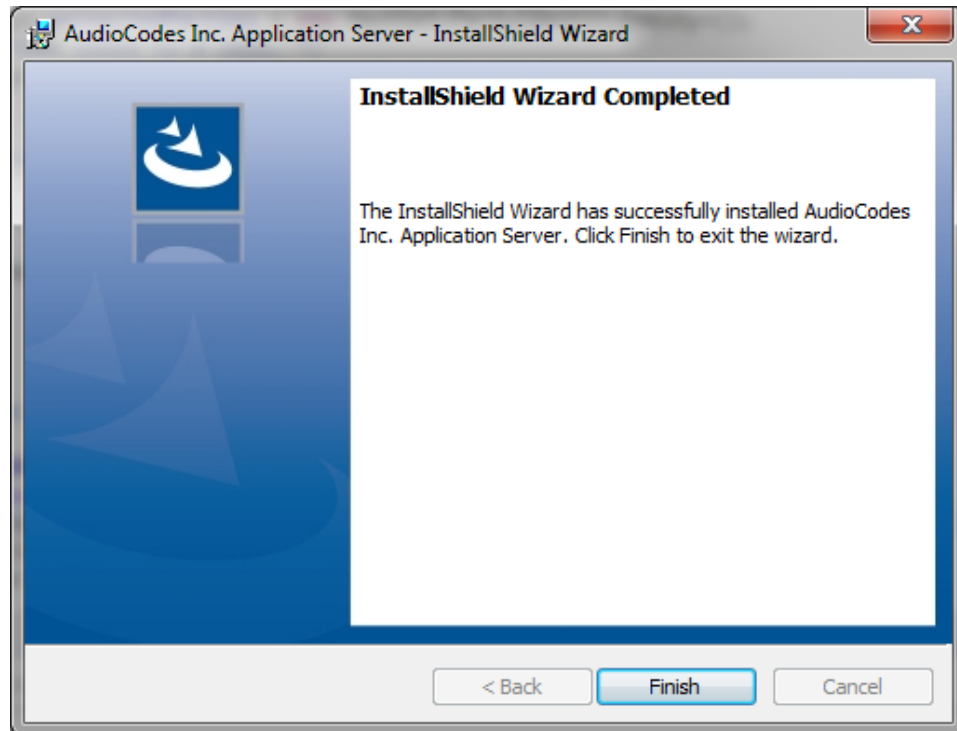 AudioCodes Inc. Application Server - InstallShield Wizard
InstallShield Wizard Completed
The InstallShield Wizard has successfully installed AudioCodes
Inc. Application Server. Click Finish to exit the wizard.
< Back
Finish
Cancel